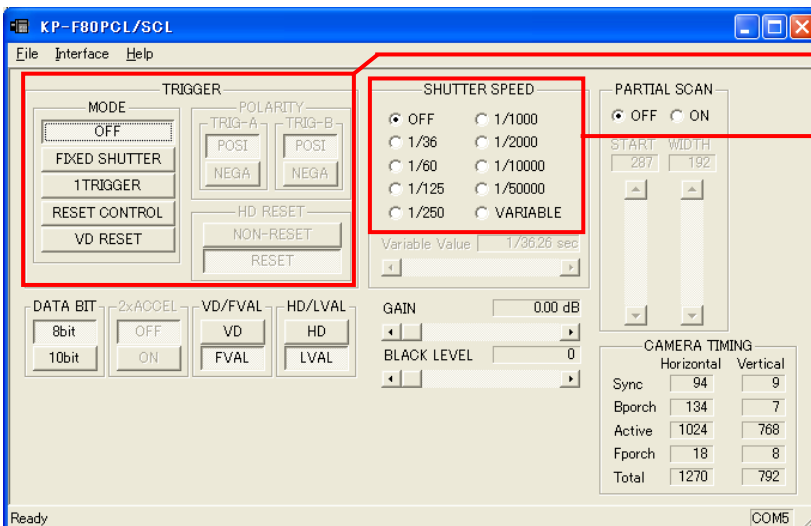 KP-F80PCL/SCL
File Interface Help
TRIGGER
MODE
OFF
FIXED SHUTTER
1TRIGGER
RESET CONTROL
VD RESET
POLARITY
TRIG-A TRIG-B
POSI POSI
NEGA NEGA
HD RESET
NON-RESET
RESET
SHUTTER SPEED
OFF 1/1000
1/36 1/2000
1/60 1/10000
1/125 1/50000
1/250 VARIABLE
Variable Value 1/36.26 sec
PARTIAL SCAN
OFF ON
START WIDTH
287 192
DATA BIT
8bit
10bit
2xACCEL
OFF
ON
VD/FVAL
VD
FVAL
HD/LVAL
HD
LVAL
GAIN 0.00 dB
BLACK LEVEL 0
CAMERA TIMING
Horizontal Vertical
Sync 94 9
Bporch 134 7
Active 1024 768
Fporch 18 8
Total 1270 792
Ready COM5